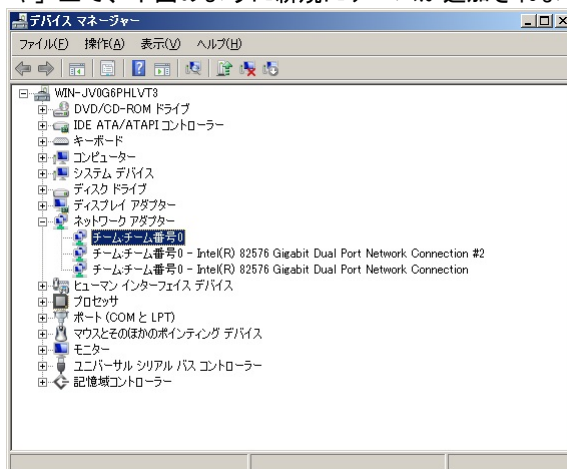 デバイス マネージャー
ファイル(F) 操作(A) 表示(V) ヘルプ(H)
WIN-JV0G6PHLVT3
DVD/CD-ROM ドライブ
IDE ATA/ATAPI コントローラー
キーボード
コンピューター
システム デバイス
ディスク ドライブ
ディスプレイ アダプター
ネットワーク アダプター
チーム:チーム番号0
チーム:チーム番号0 - Intel(R) 82576 Gigabit Dual Port Network Connection #2
チーム:チーム番号0 - Intel(R) 82576 Gigabit Dual Port Network Connection
ヒューマン インターフェイス デバイス
プロセッサ
ポート (COM と LPT)
マウスとそのほかのポインティング デバイス
モニター
ユニバーサル シリアル バス コントローラー
記憶域コントローラー